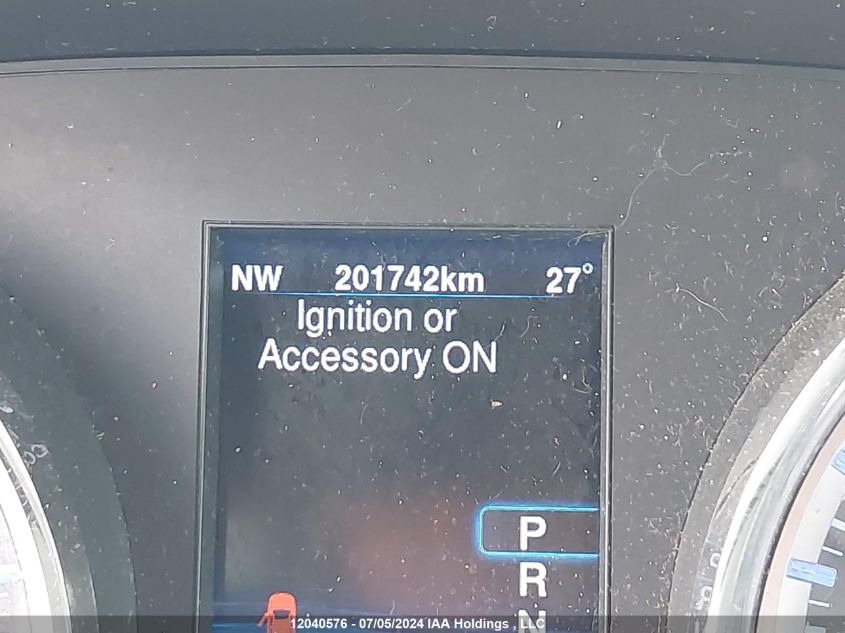 NW 201742km 27°
Ignition or
Accessory ON
P
R
N
12040576 - 07/05/2024 IAA Holdings , LLC